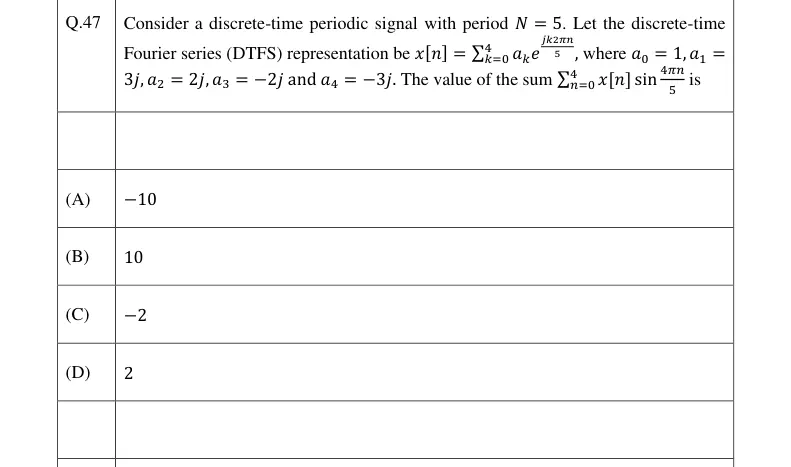 Q.47 Consider a discrete-time periodic signal with period N = 5. Let the discrete-time
Fourier series (DTFS) representation be x[n] = ∑_{k=0}^{4} a_k e^{\frac{jk2πn}{5}}, where a_0 = 1, a_1 =
3j, a_2 = 2j, a_3 = −2j and a_4 = −3j. The value of the sum ∑_{n=0}^{4} x[n] sin \frac{4πn}{5} is
(A) −10
(B) 10
(C) −2
(D) 2